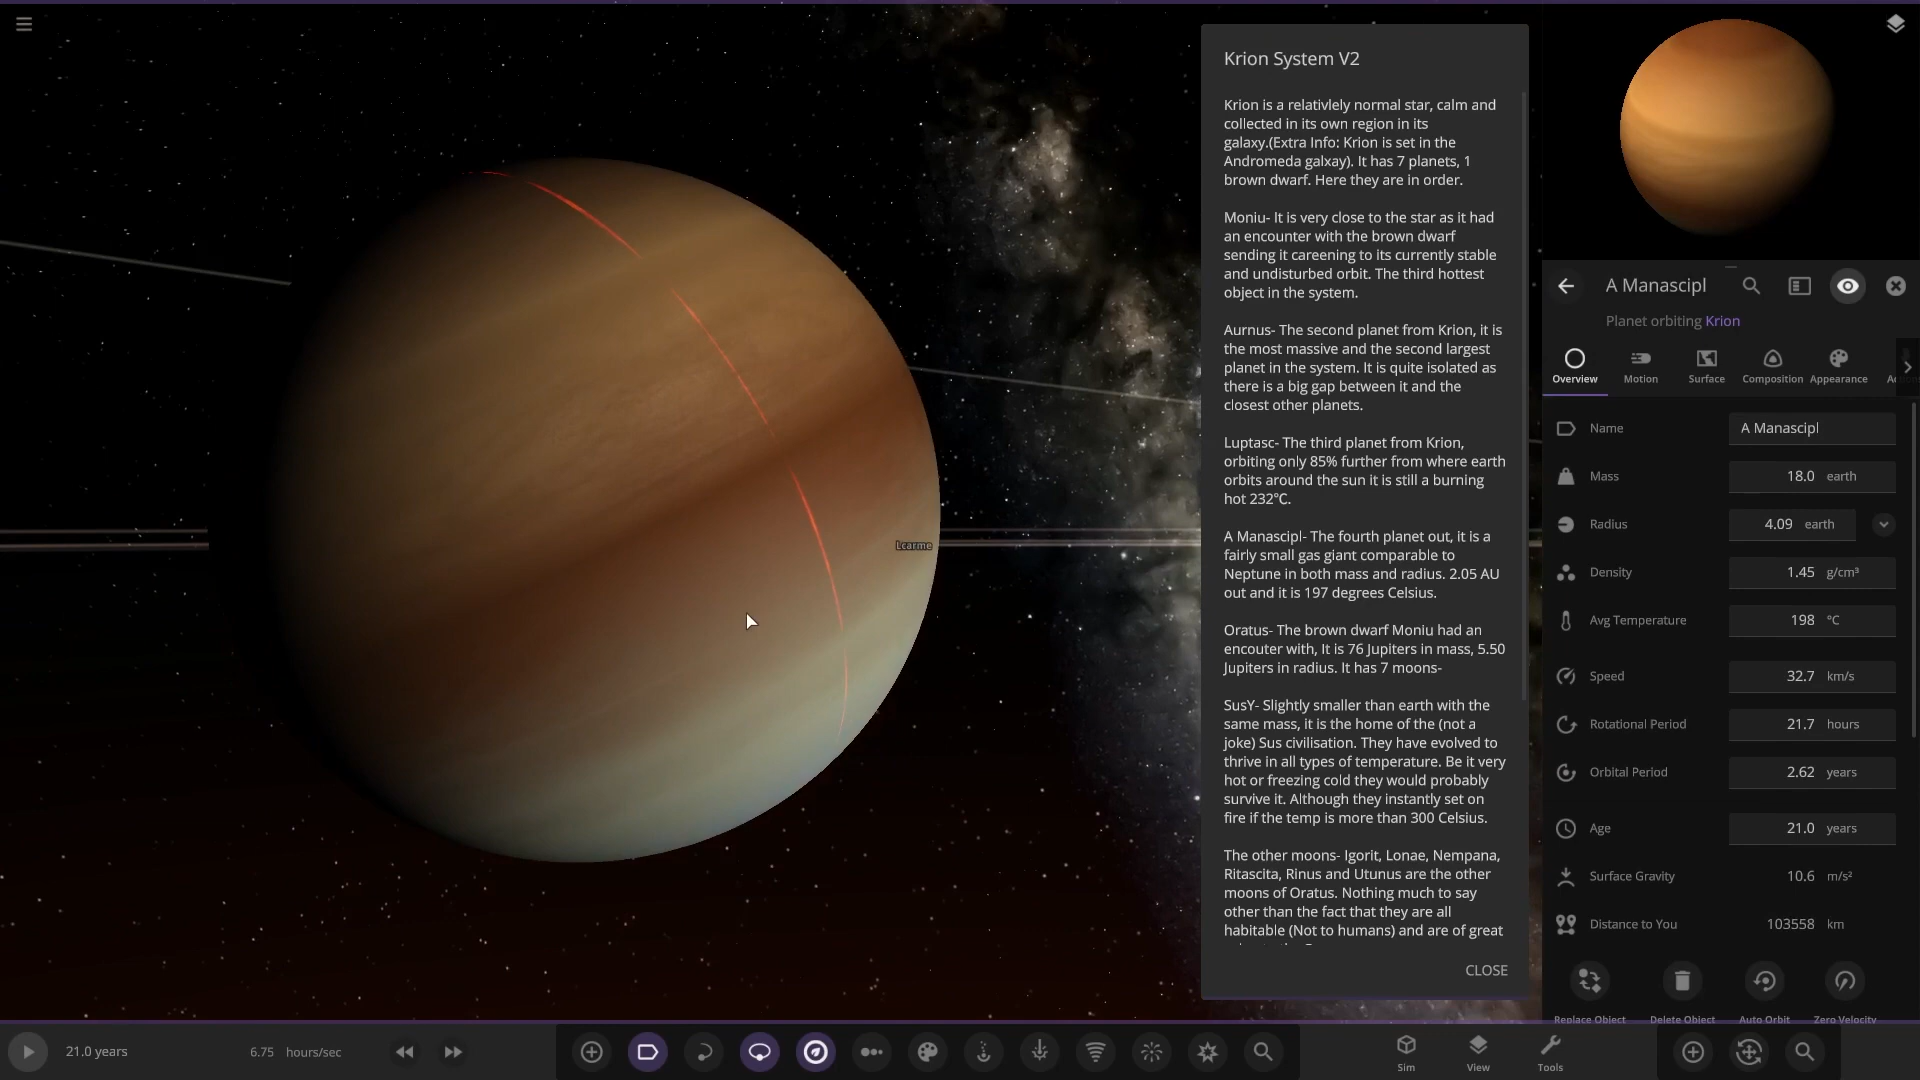 Krion System V2
Krion is a relativlely normal star, calm and
collected in its own region in its
galaxy.(Extra Info: Krion is set in the
Andromeda galxay). It has 7 planets, 1
brown dwarf. Here they are in order.
Moniu- It is very close to the star as it had
an encounter with the brown dwarf
sending it careening to its currently stable
and undisturbed orbit. The third hottest
object in the system.
Aurnus- The second planet from Krion, it is
the most massive and the second largest
planet in the system. It is quite isolated as
there is a big gap between it and the
closest other planets.
Luptasc- The third planet from Krion,
orbiting only 85% further from where earth
orbits around the sun it is still a burning
hot 232℃.
A Manascipl- The fourth planet out, it is a
fairly small gas giant comparable to
Neptune in both mass and radius. 2.05 AU
out and it is 197 degrees Celsius.
Oratus- The brown dwarf Moniu had an
encouter with, It is 76 Jupiters in mass, 5.50
Jupiters in radius. It has 7 moons-
SusY- Slightly smaller than earth with the
same mass, it is the home of the (not a
joke) Sus civilisation. They have evolved to
thrive in all types of temperature. Be it very
hot or freezing cold they would probably
survive it. Although they instantly set on
fire if the temp is more than 300 Celsius.
The other moons- Igorit, Lonae, Nempana,
Ritascita, Rinus and Utunus are the other
moons of Oratus. Nothing much to say
other than the fact that they are all
habitable (Not to humans) and are of great
CLOSE
Lcarme
A Manascipl
Planet orbiting Krion
Overview Motion Surface Composition Appearance
Name A Manascipl
Mass 18.0 earth
Radius 4.09 earth
Density 1.45 g/cm³
Avg Temperature 198 °C
Speed 32.7 km/s
Rotational Period 21.7 hours
Orbital Period 2.62 years
Age 21.0 years
Surface Gravity 10.6 m/s²
Distance to You 103558 km
Replace Object Delete Object Auto Orbit Zero Velocity
21.0 years 6.75 hours/sec
Sim View Tools